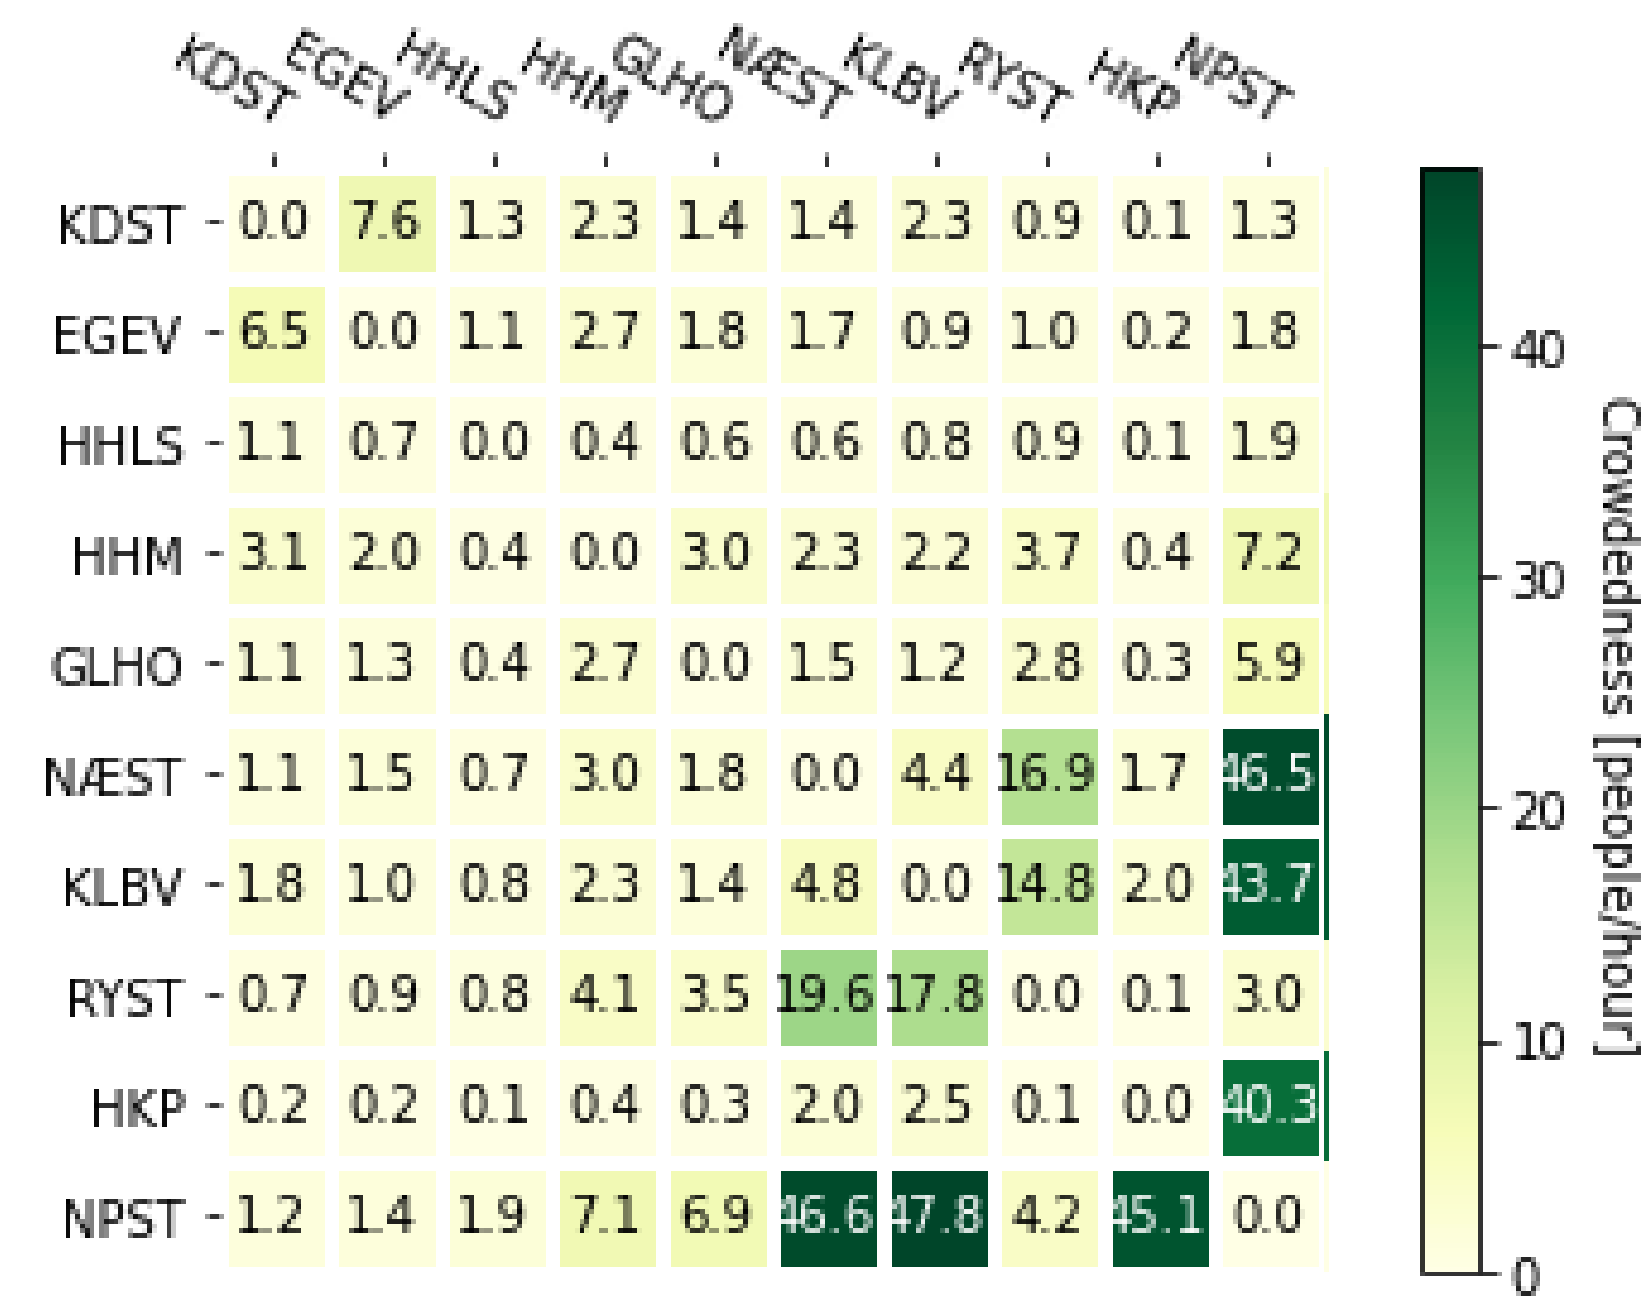 KDST EGEV HHLS HHM GLHO NÆST KLBV RYST HKP NPST
KDST 0.0 7.6 1.3 2.3 1.4 1.4 2.3 0.9 0.1 1.3
EGEV 6.5 0.0 1.1 2.7 1.8 1.7 0.9 1.0 0.2 1.8
HHLS 1.1 0.7 0.0 0.4 0.6 0.6 0.8 0.9 0.1 1.9
HHM 3.1 2.0 0.4 0.0 3.0 2.3 2.2 3.7 0.4 7.2
GLHO 1.1 1.3 0.4 2.7 0.0 1.5 1.2 2.8 0.3 5.9
NÆST 1.1 1.5 0.7 3.0 1.8 0.0 4.4 16.9 1.7 46.5
KLBV 1.8 1.0 0.8 2.3 1.4 4.8 0.0 14.8 2.0 43.7
RYST 0.7 0.9 0.8 4.1 3.5 19.6 17.8 0.0 0.1 3.0
HKP 0.2 0.2 0.1 0.4 0.3 2.0 2.5 0.1 0.0 40.3
NPST 1.2 1.4 1.9 7.1 6.9 46.6 47.8 4.2 45.1 0.0
40
30
20
10
0
Crowdedness [people/hour]